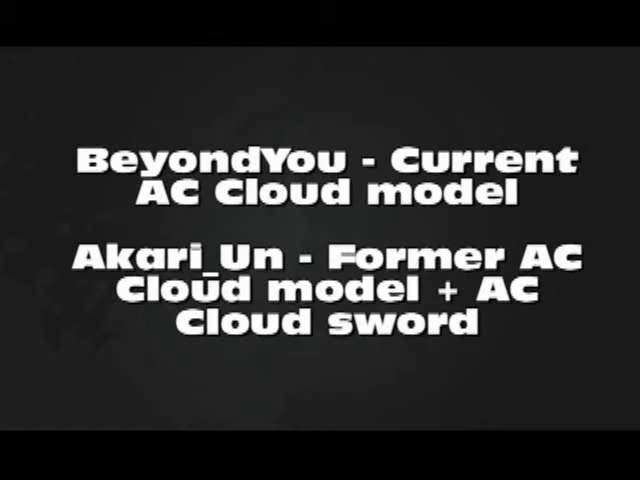 BeyondYou - Current
AC Cloud model
Akari_Un - Former AC
Cloud model + AC
Cloud sword